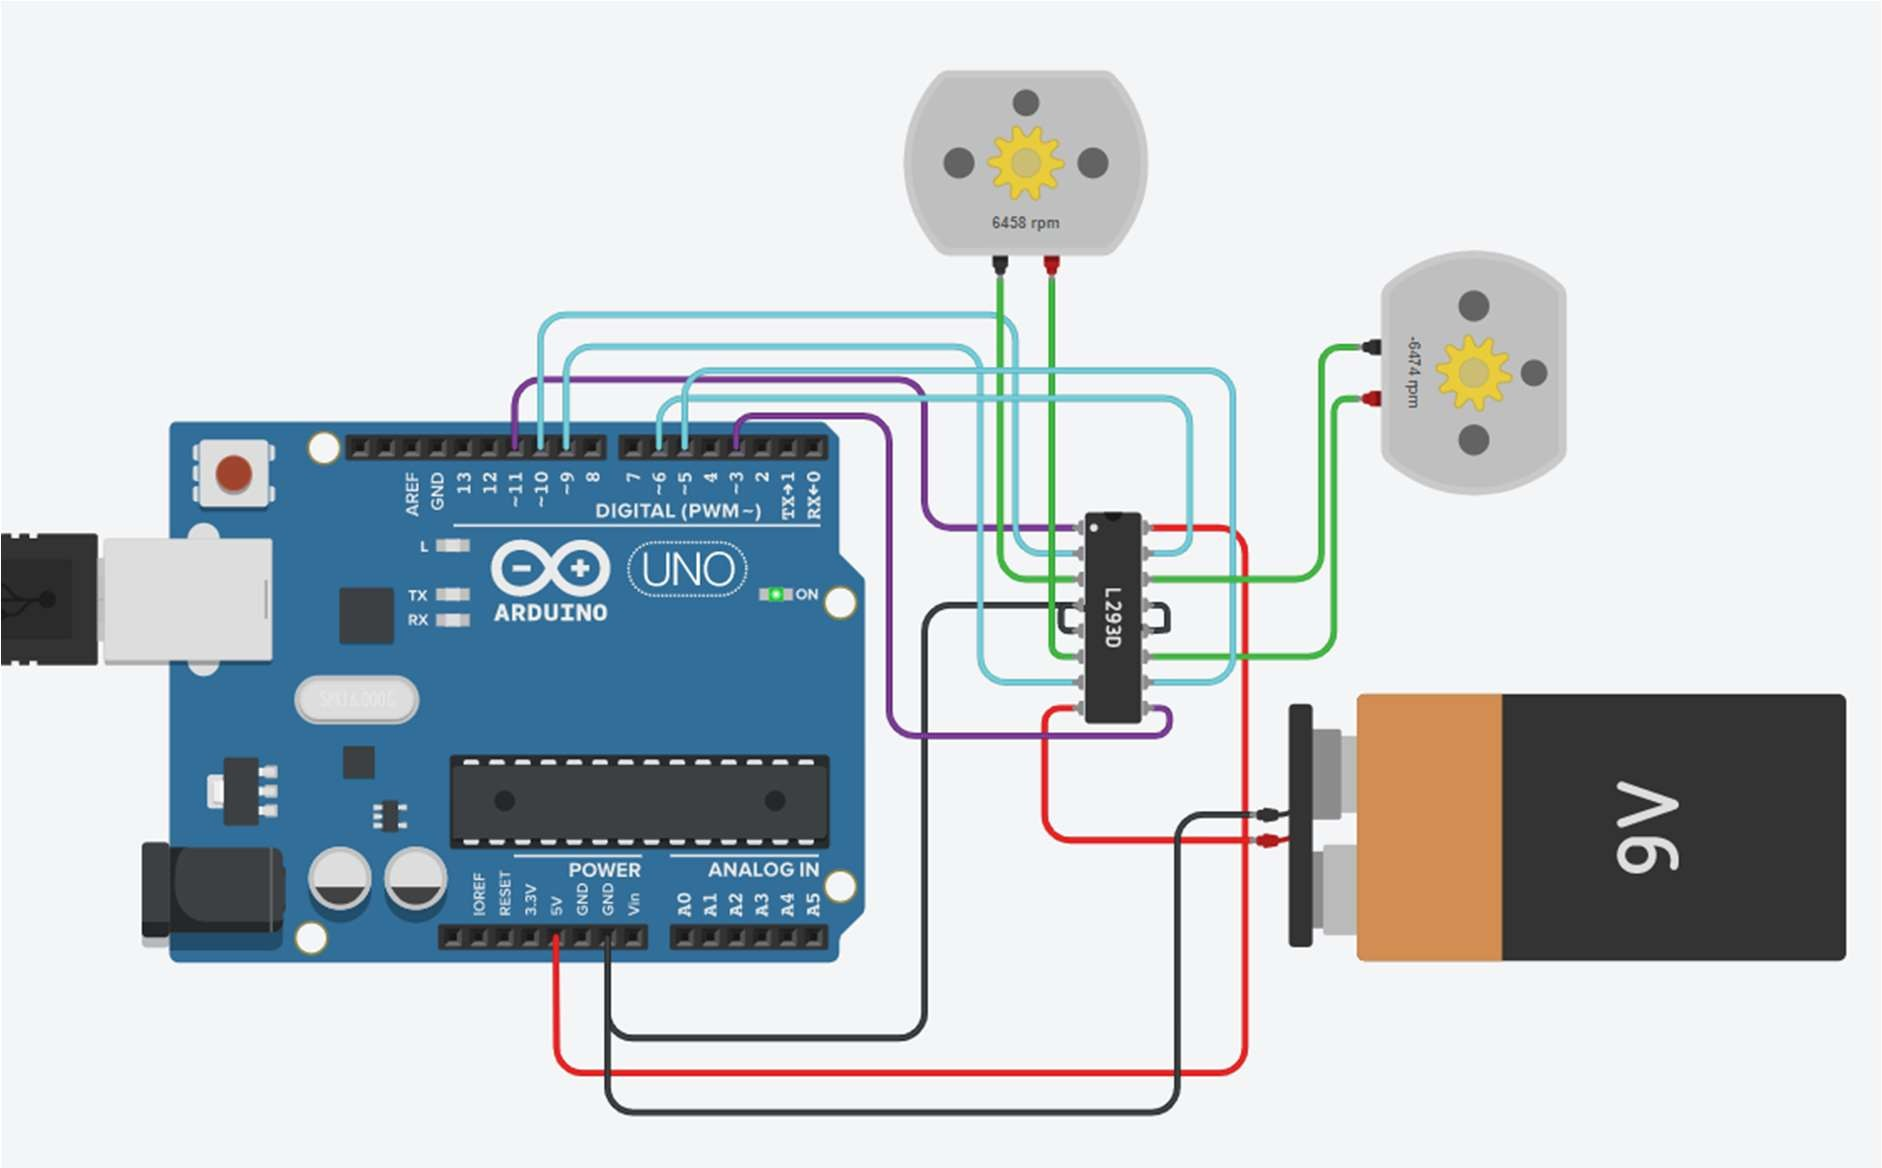 6458 rpm
-6474 rpm
AREF
GND
13
12
~11
~10
~9
8
7
~6
~5
4
~3
2
TX→1
RX←0
DIGITAL (PWM~)
L
TX
RX
UNO
ARDUINO
ON
L293D
SM16.000G
9V
POWER
ANALOG IN
IOREF
RESET
3.3V
5V
GND
GND
Vin
A0
A1
A2
A3
A4
A5